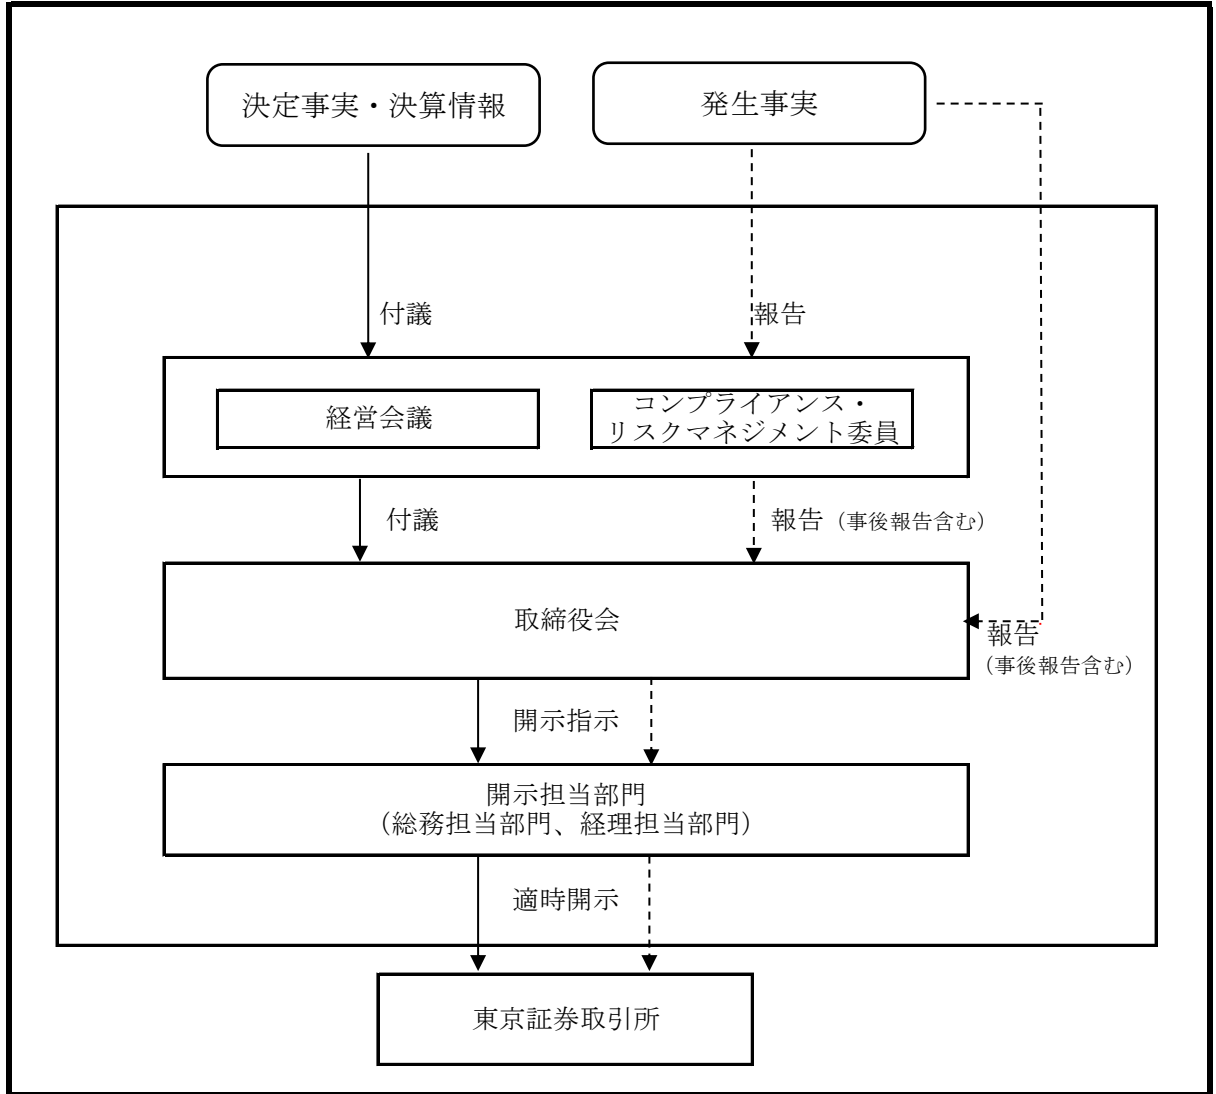 決定事実・決算情報
発生事実
付議
報告
経営会議
コンプライアンス・
リスクマネジメント委員
付議
報告（事後報告含む）
取締役会
報告
（事後報告含む）
開示指示
開示担当部門
（総務担当部門、経理担当部門）
適時開示
東京証券取引所